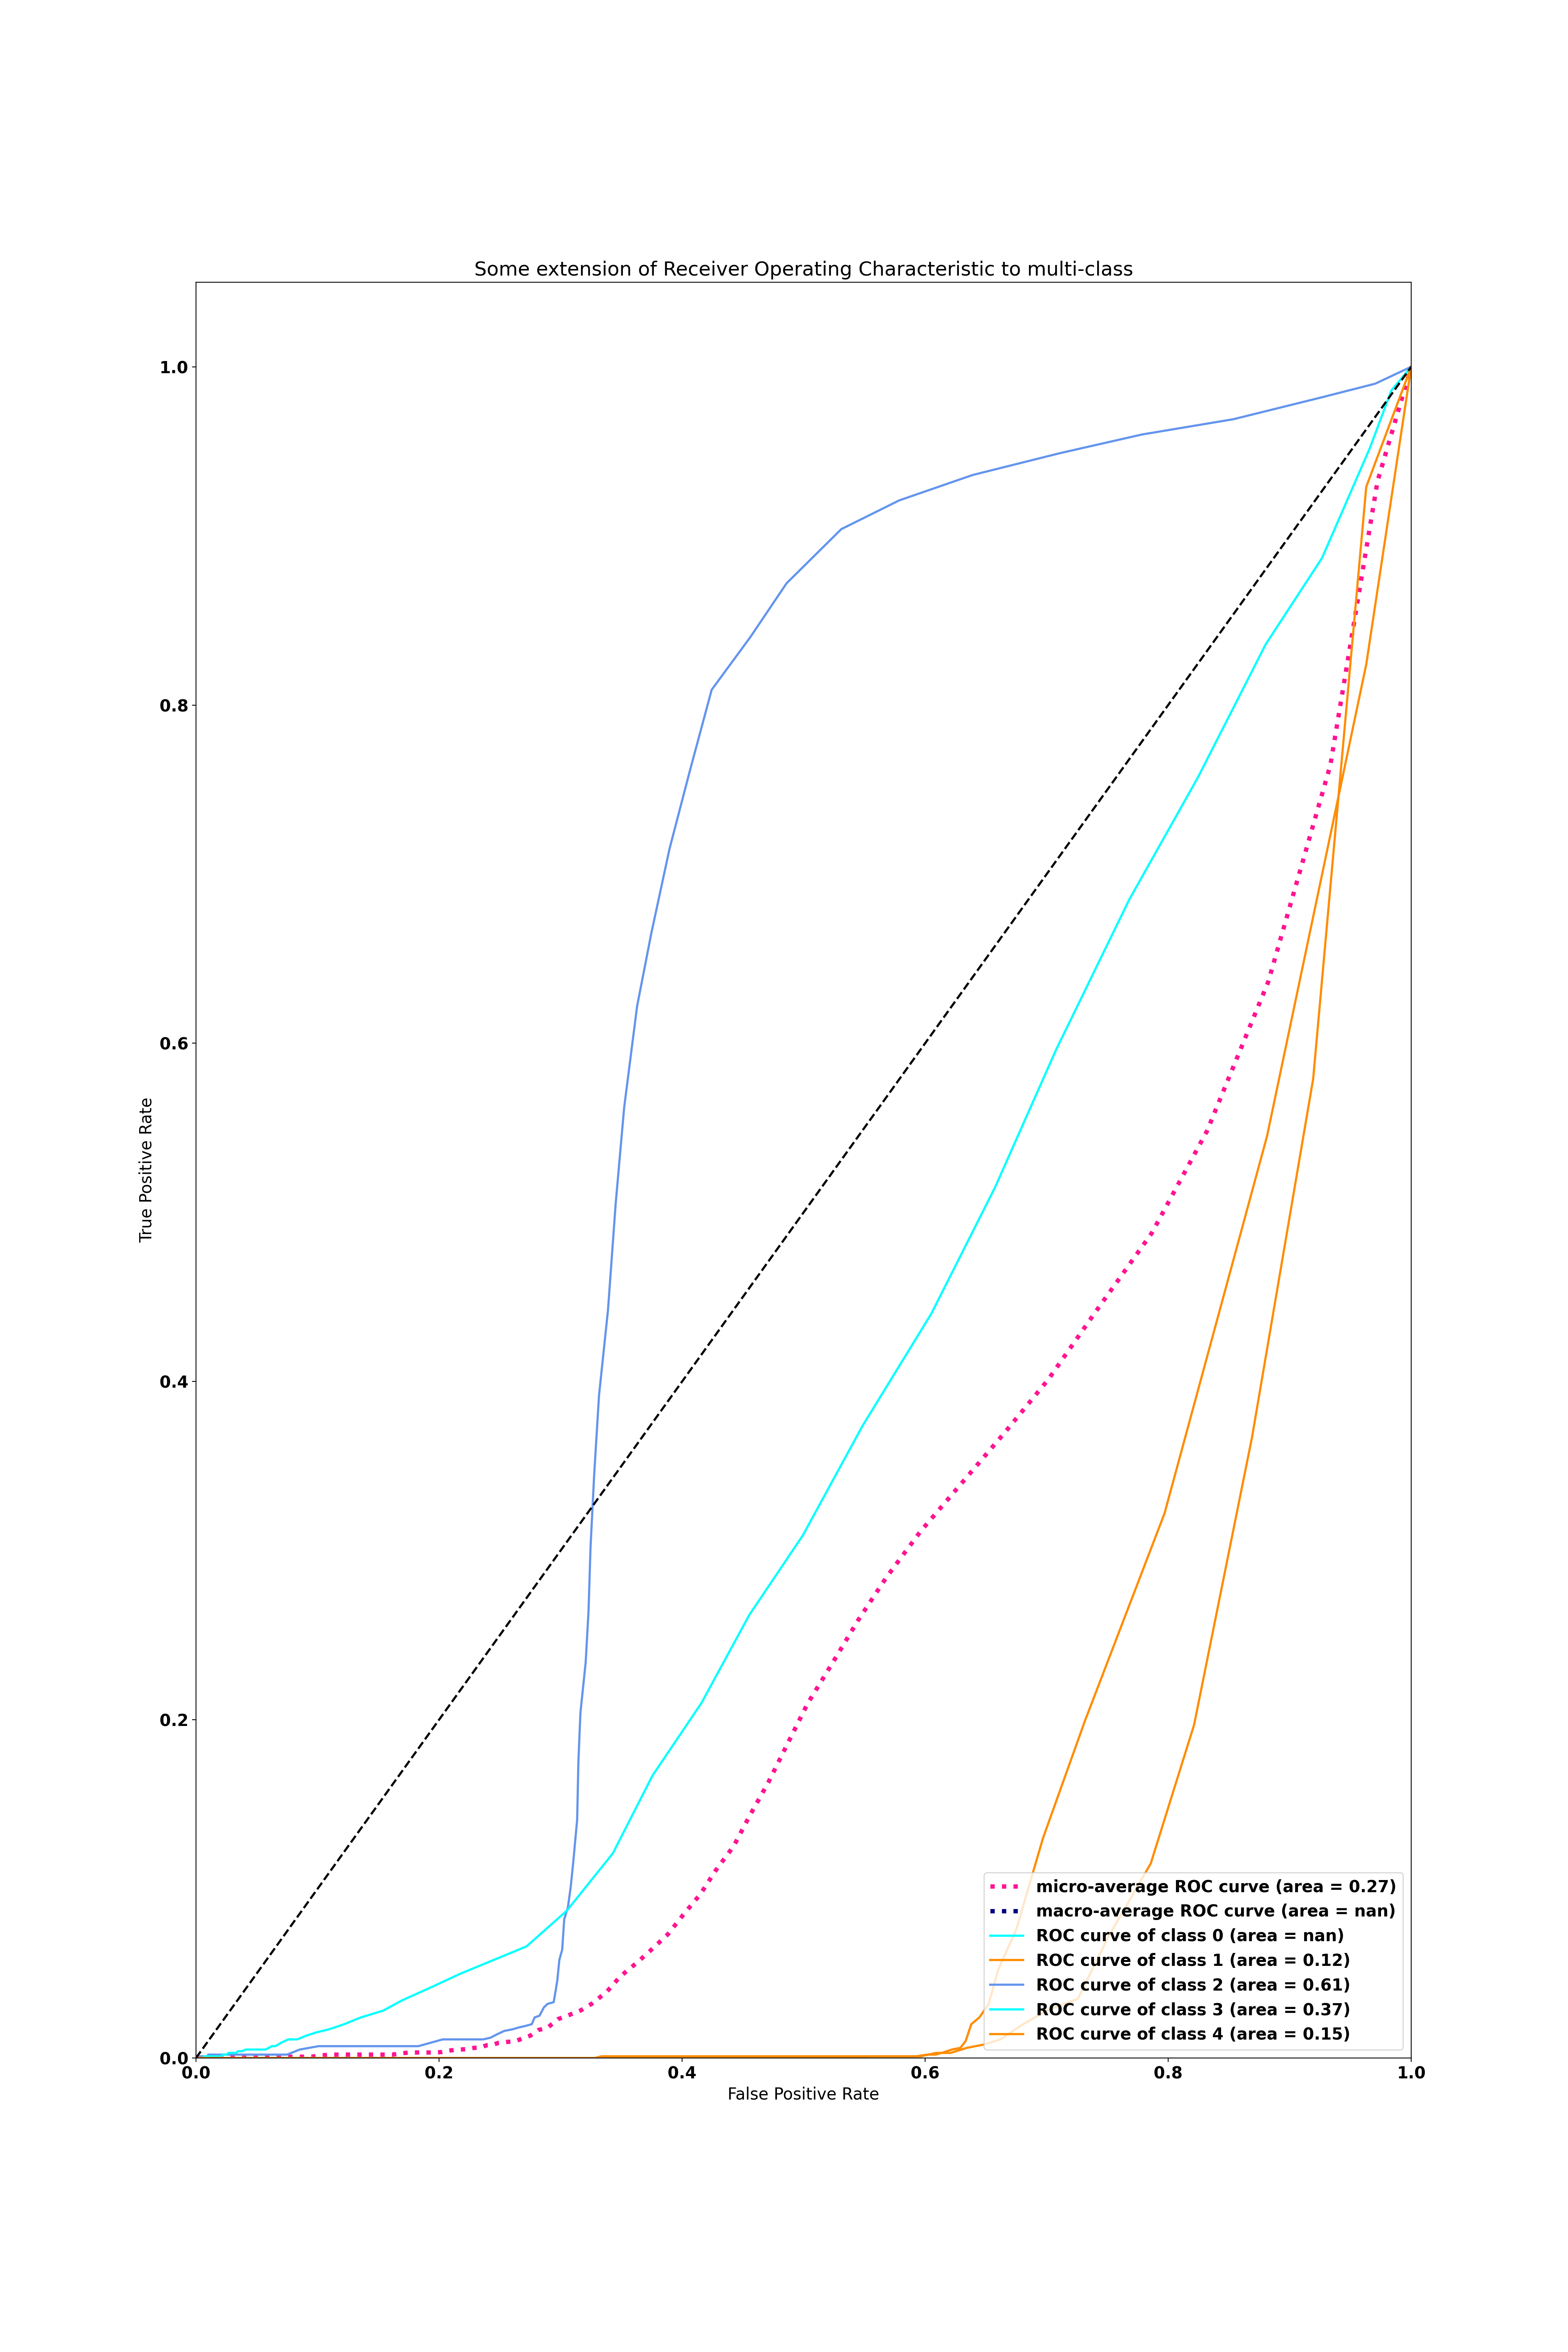 Some extension of Receiver Operating Characteristic to multi-class
1.0
0.8
0.6
0.4
0.2
0.0
True Positive Rate
micro-average ROC curve (area = 0.27)
macro-average ROC curve (area = nan)
ROC curve of class 0 (area = nan)
ROC curve of class 1 (area = 0.12)
ROC curve of class 2 (area = 0.61)
ROC curve of class 3 (area = 0.37)
ROC curve of class 4 (area = 0.15)
0.0 0.2 0.4 0.6 0.8 1.0
False Positive Rate